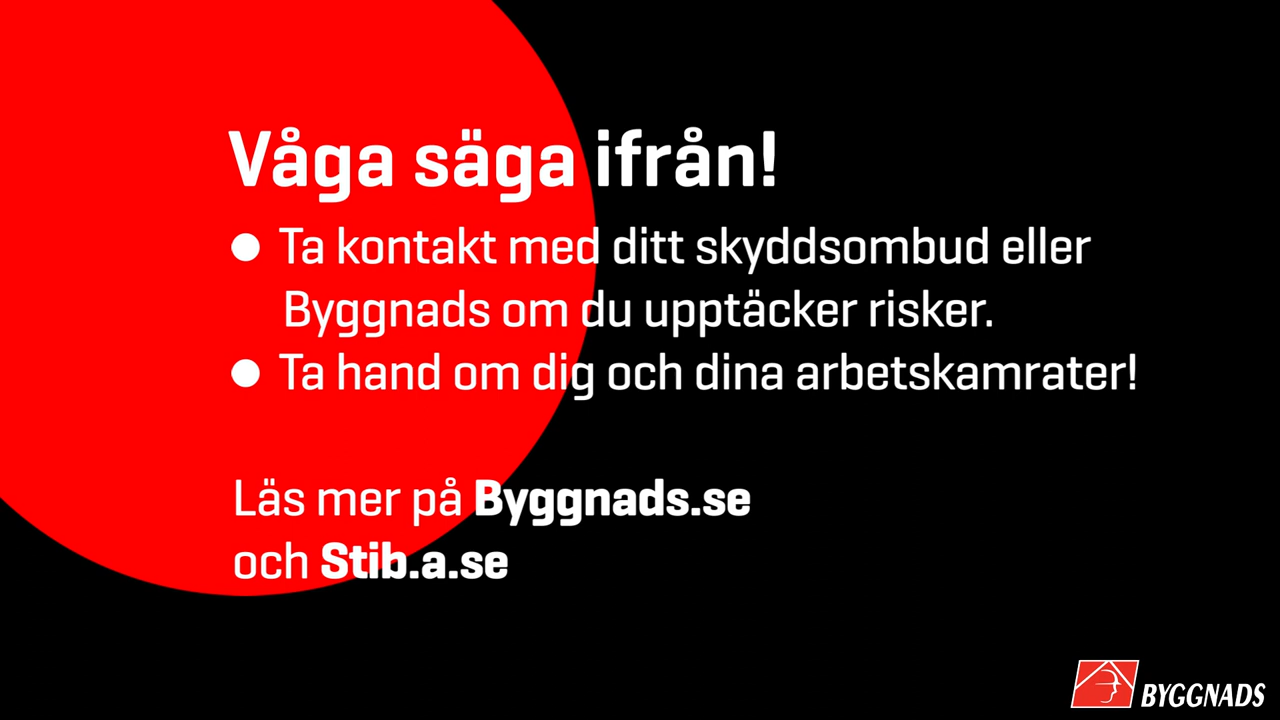 Våga säga ifrån!
● Ta kontakt med ditt skyddsombud eller
Byggnads om du upptäcker risker.
● Ta hand om dig och dina arbetskamrater!
Läs mer på Byggnads.se
och Stib.a.se
BYGGNADS